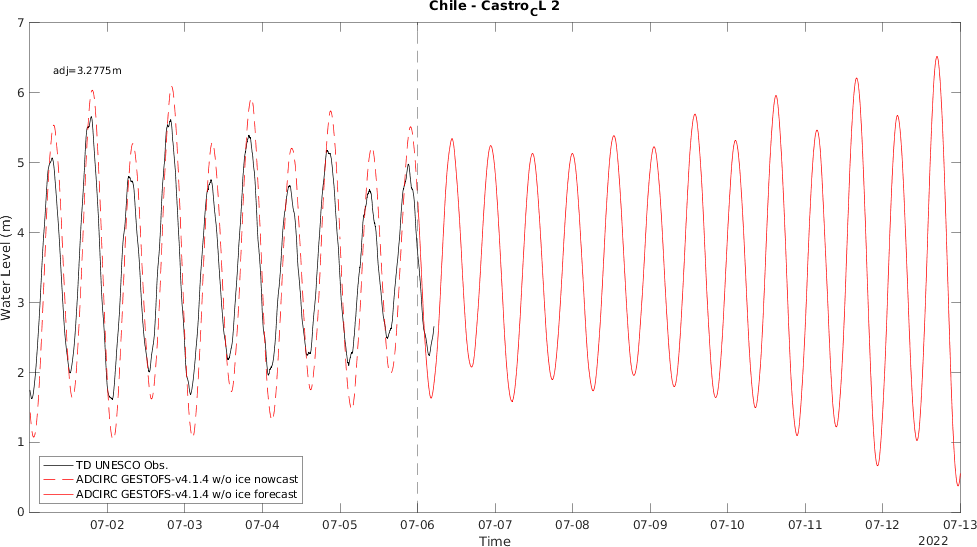 Chile - Castro_CL 2
adj=3.2775m
Water Level (m)
7
6
5
4
3
2
1
0
TD UNESCO Obs.
ADCIRC GESTOFS-v4.1.4 w/o ice nowcast
ADCIRC GESTOFS-v4.1.4 w/o ice forecast
07-02 07-03 07-04 07-05 07-06 07-07 07-08 07-09 07-10 07-11 07-12 07-13
Time
2022